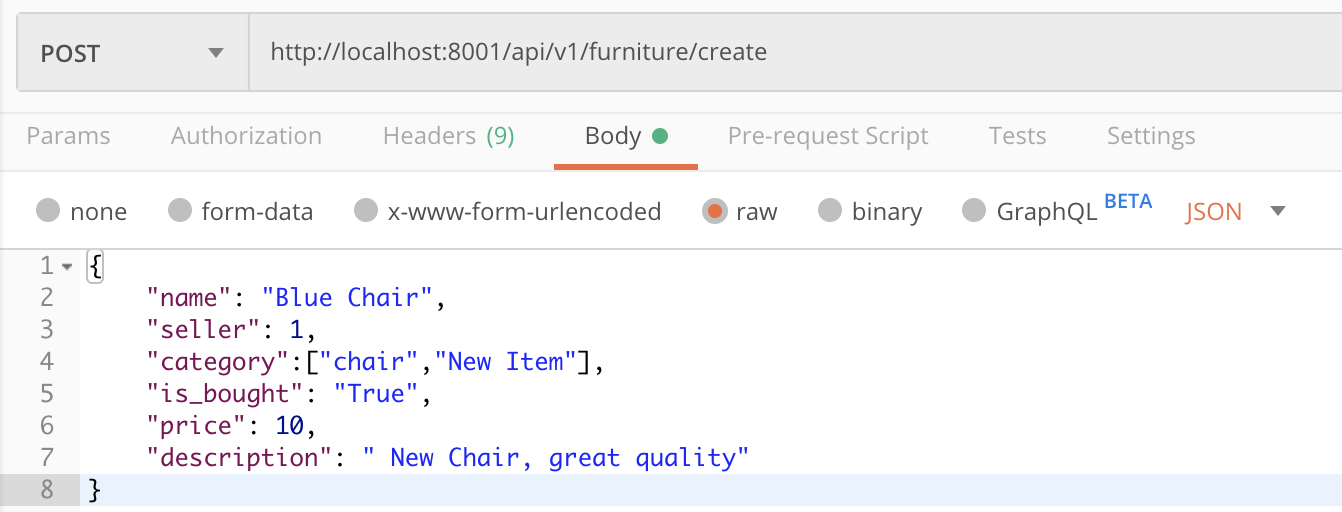 POST http://localhost:8001/api/v1/furniture/create
Params Authorization Headers (9) Body Pre-request Script Tests Settings
none form-data x-www-form-urlencoded raw binary GraphQL BETA JSON
1 {
2 "name": "Blue Chair",
3 "seller": 1,
4 "category":["chair","New Item"],
5 "is_bought": "True",
6 "price": 10,
7 "description": " New Chair, great quality"
8 }